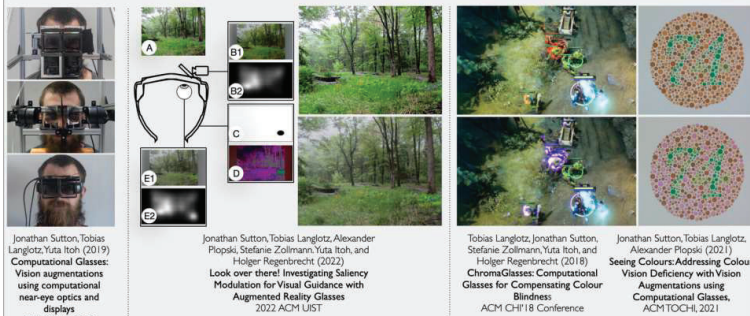 A
B1
B2
C
D
E1
E2
74
74
Jonathan Sutton, Tobias
Langlotz, Yuta Itoh (2019)
Computational Glasses:
Vision augmentations
using computational
near-eye optics and
displays
Jonathan Sutton, Tobias Langlotz, Alexander
Plopski, Stefanie Zollmann, Yuta Itoh, and
Holger Regenbrecht (2022)
Look over there! Investigating Saliency
Modulation for Visual Guidance with
Augmented Reality Glasses
2022 ACM UIST
Tobias Langlotz, Jonathan Sutton,
Stefanie Zollmann, Yuta Itoh, and
Holger Regenbrecht (2018)
ChromaGlasses: Computational
Glasses for Compensating Colour
Blindness
ACM CHI'18 Conference
Jonathan Sutton, Tobias Langlotz,
Alexander Plopski (2021)
Seeing Colours: Addressing Colou
Vision Deficiency with Vision
Augmentations using
Computational Glasses,
ACM TOCHI, 2021